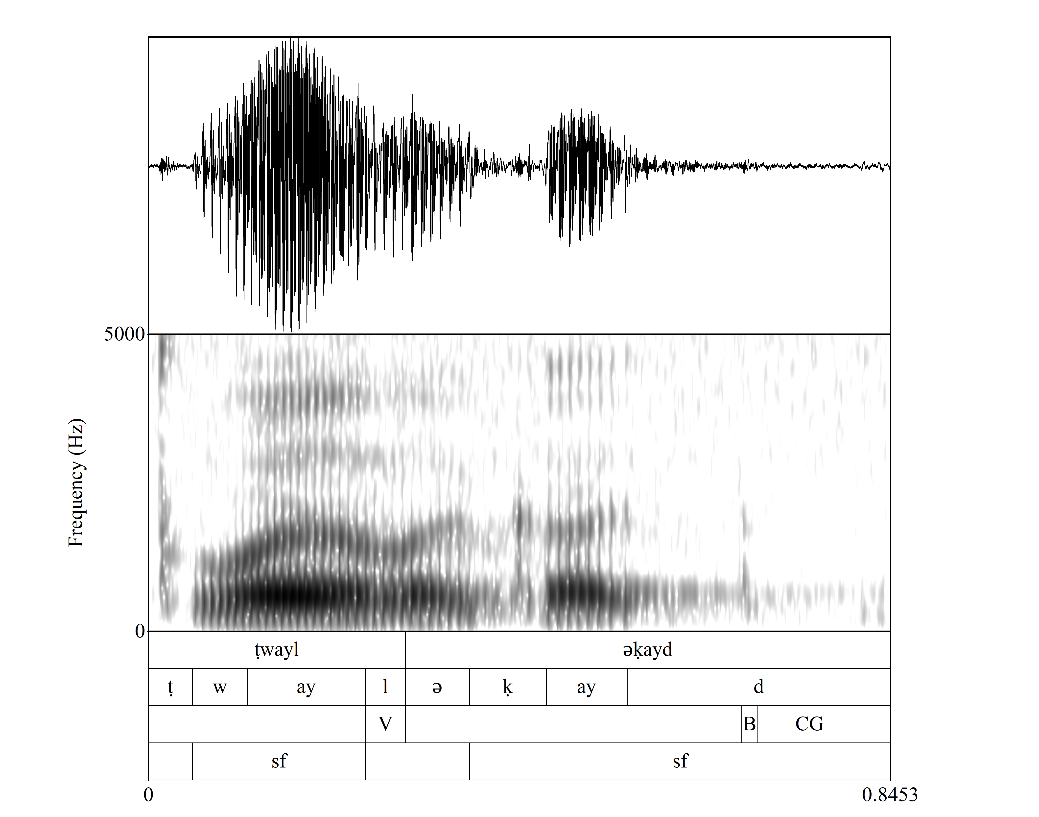 5000
Frequency (Hz)
0
ṭwayl əḳayd
ṭ w ay l ə ḳ ay d
V B CG
sf sf
0 0.8453